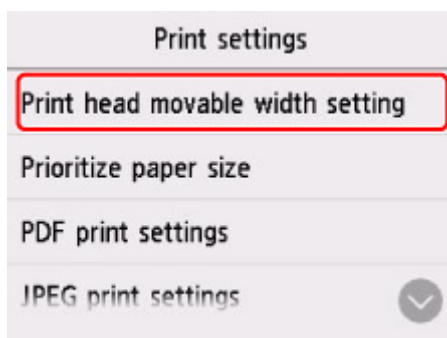 Print settings
Print head movable width setting
Prioritize paper size
PDF print settings
JPEG print settings